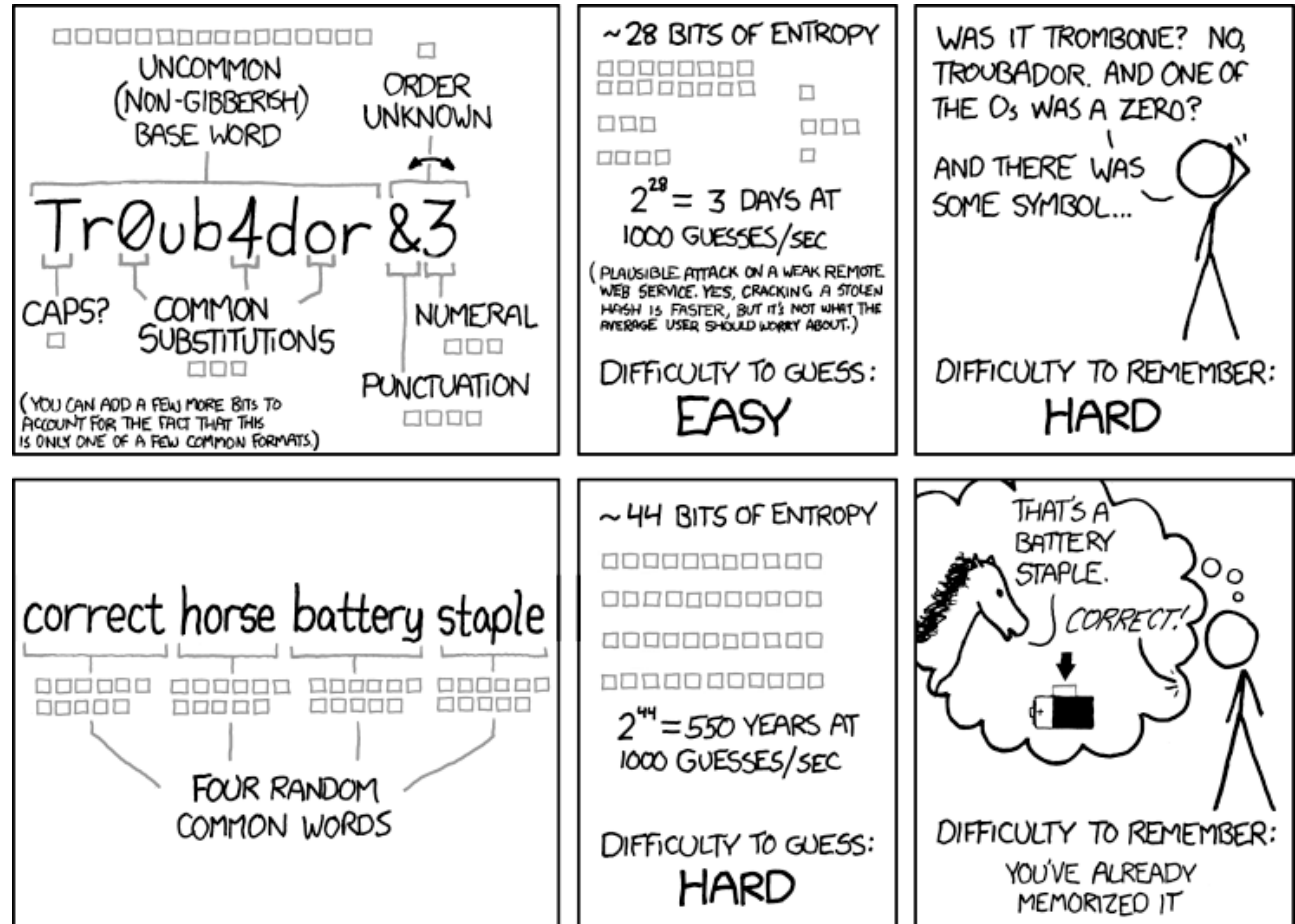 UNCOMMON
(NON-GIBBERISH)
BASE WORD
ORDER
UNKNOWN
Tr0ub4dor &3
CAPS?
COMMON
SUBSTITUTIONS
NUMERAL
PUNCTUATION
(YOU CAN ADD A FEW MORE BITS TO
ACCOUNT FOR THE FACT THAT THIS
IS ONLY ONE OF A FEW COMMON FORMATS.)
~28 BITS OF ENTROPY
2^28 = 3 DAYS AT
1000 GUESSES/SEC
(PLAUSIBLE ATTACK ON A WEAK REMOTE
WEB SERVICE. YES, CRACKING A STOLEN
HASH IS FASTER, BUT IT'S NOT WHAT THE
AVERAGE USER SHOULD WORRY ABOUT.)
DIFFICULTY TO GUESS:
EASY
WAS IT TROMBONE? NO,
TROUBADOR. AND ONE OF
THE Os WAS A ZERO?
AND THERE WAS
SOME SYMBOL...
DIFFICULTY TO REMEMBER:
HARD
correct horse battery staple
FOUR RANDOM
COMMON WORDS
~44 BITS OF ENTROPY
2^44 = 550 YEARS AT
1000 GUESSES/SEC
DIFFICULTY TO GUESS:
HARD
THAT'S A
BATTERY
STAPLE.
CORRECT!
+
DIFFICULTY TO REMEMBER:
YOU'VE ALREADY
MEMORIZED IT